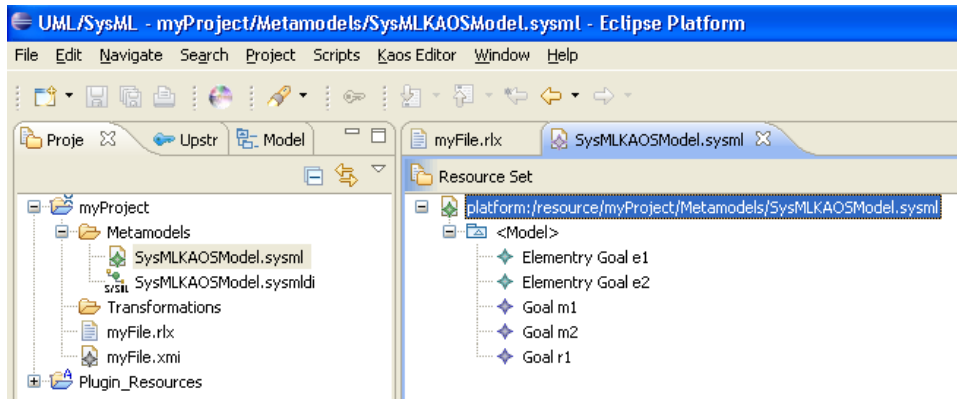 UML/SysML - myProject/Metamodels/SysMLKAOSModel.sysml - Eclipse Platform
File Edit Navigate Search Project Scripts Kaos Editor Window Help
Proje Upstr Model
myFile.rlx SysMLKAOSModel.sysml
Resource Set
myProject
Metamodels
SysMLKAOSModel.sysml
SysMLKAOSModel.sysmldi
Transformations
myFile.rlx
myFile.xmi
Plugin_Resources
platform:/resource/myProject/Metamodels/SysMLKAOSModel.sysml
<Model>
Elementry Goal e1
Elementry Goal e2
Goal m1
Goal m2
Goal r1